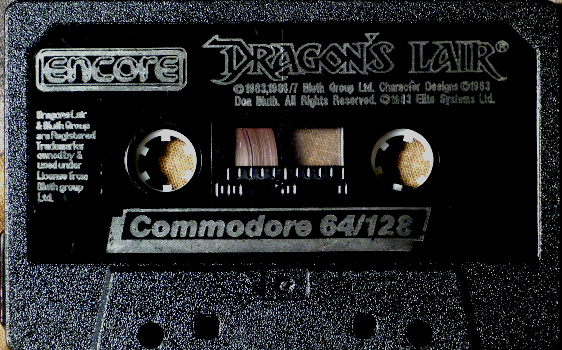 ENCORE
DRAGON'S LAIR®
©1983,1986/7 Bluth Group Ltd. Character Designs ©1983
Don Bluth. All Rights Reserved. ©1983 Elite Systems Ltd.
Dragons Lair
& Bluth Group
are Registered
Trademarks
owned by &
used under
License from
Bluth group
Ltd.
Commodore 64/128